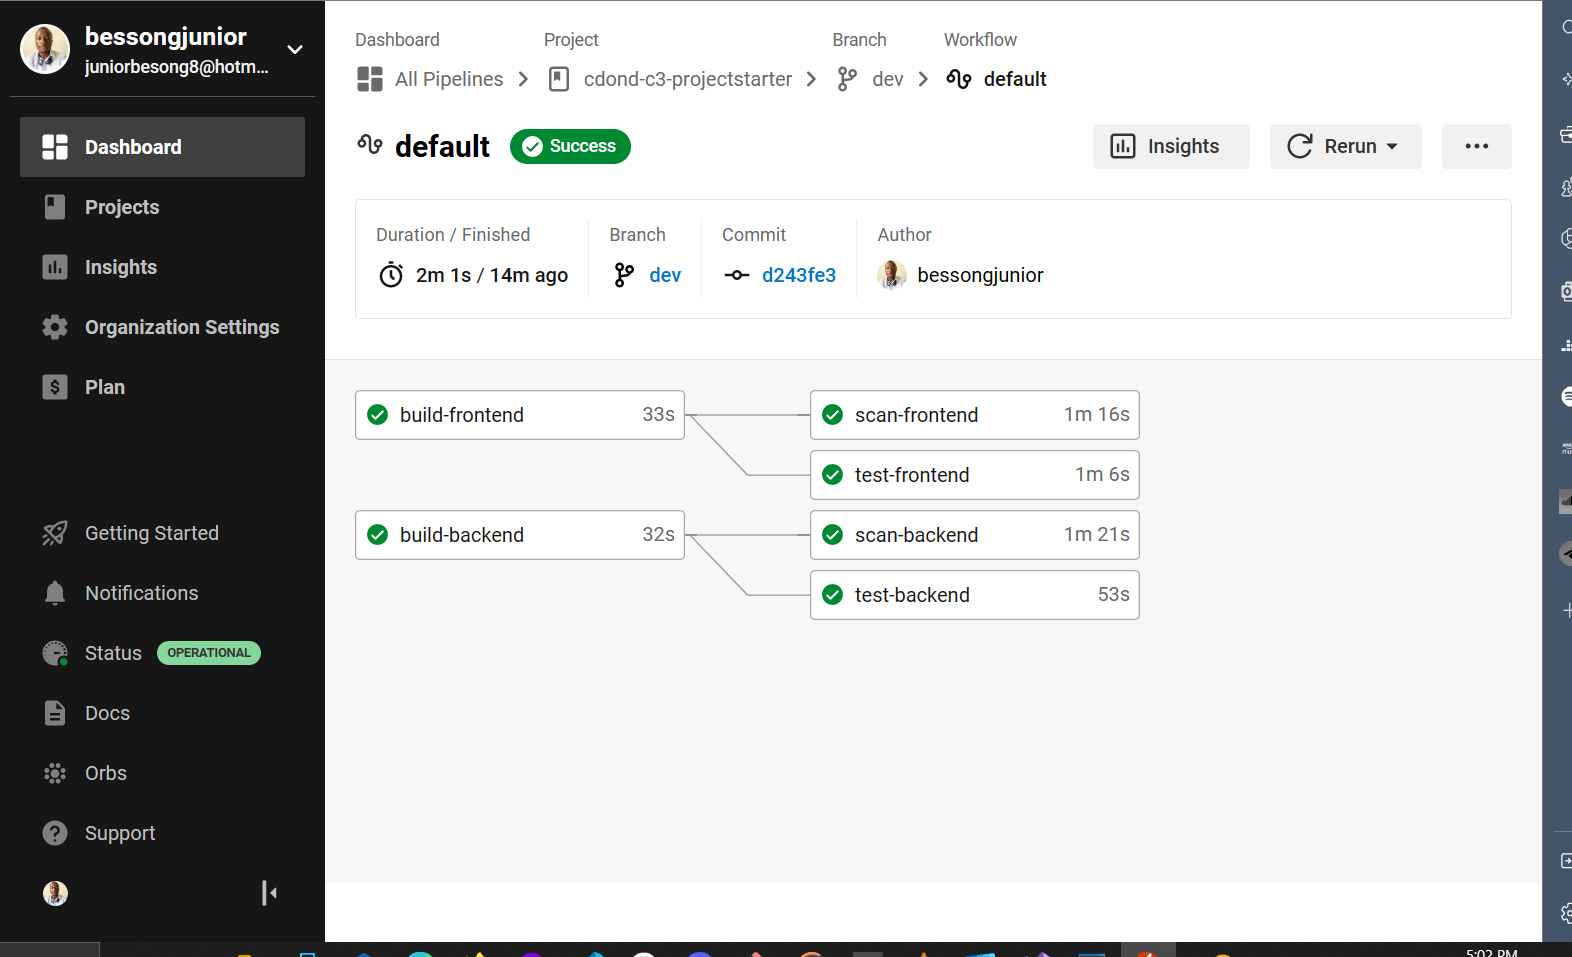 bessongjunior
juniorbesong8@hotm...
Dashboard
Projects
Insights
Organization Settings
Plan
Getting Started
Notifications
Status OPERATIONAL
Docs
Orbs
Support
Dashboard Project Branch Workflow
All Pipelines cdond-c3-projectstarter dev default
default Success Insights Rerun
Duration / Finished Branch Commit Author
2m 1s / 14m ago dev d243fe3 bessongjunior
build-frontend 33s scan-frontend 1m 16s
test-frontend 1m 6s
build-backend 32s scan-backend 1m 21s
test-backend 53s
5:02 PM